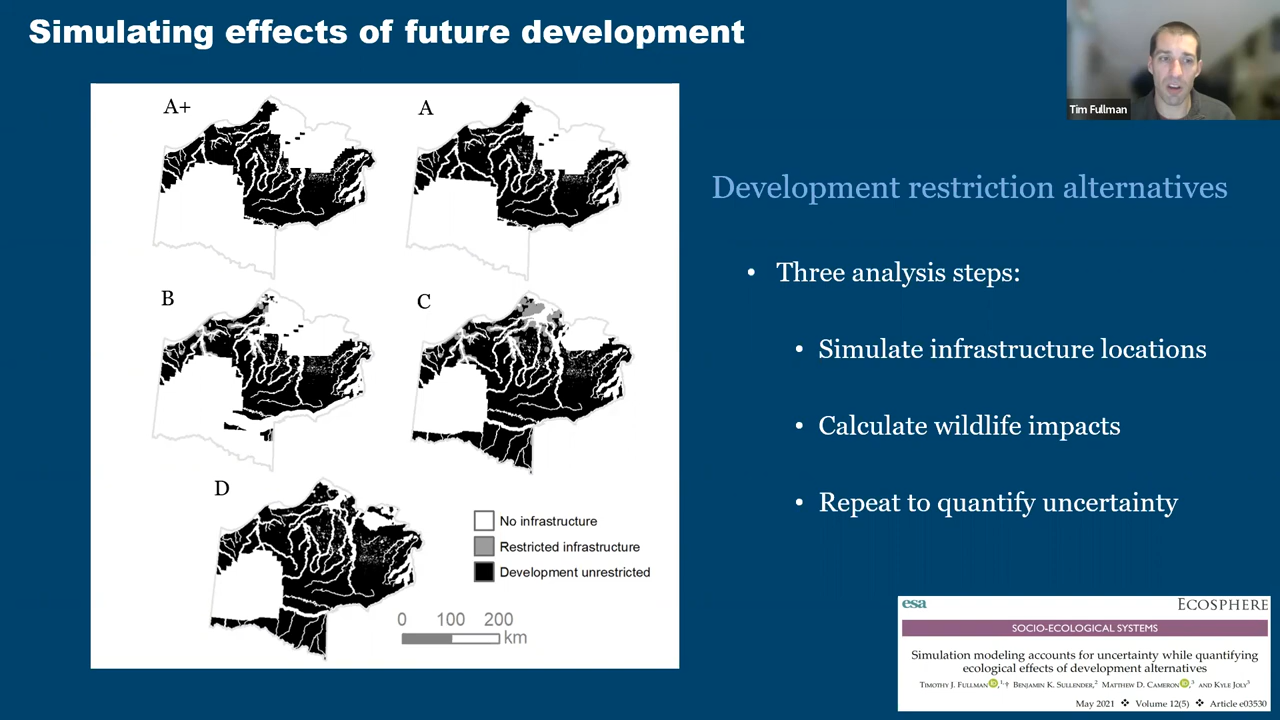 Simulating effects of future development
Tim Fullman
A+
A
B
C
D
No infrastructure
Restricted infrastructure
Development unrestricted
0 100 200
km
Development restriction alternatives
• Three analysis steps:
• Simulate infrastructure locations
• Calculate wildlife impacts
• Repeat to quantify uncertainty
esa
ECOSPHERE
SOCIO-ECOLOGICAL SYSTEMS
Simulation modeling accounts for uncertainty while quantifying
ecological effects of development alternatives
TIMOTHY J. FULLMAN,1,† BENJAMIN K. SULLENDER,2 MATTHEW D. CAMERON,3 AND KYLE JOLY3
May 2021 ❖ Volume 12(5) ❖ Article e03530